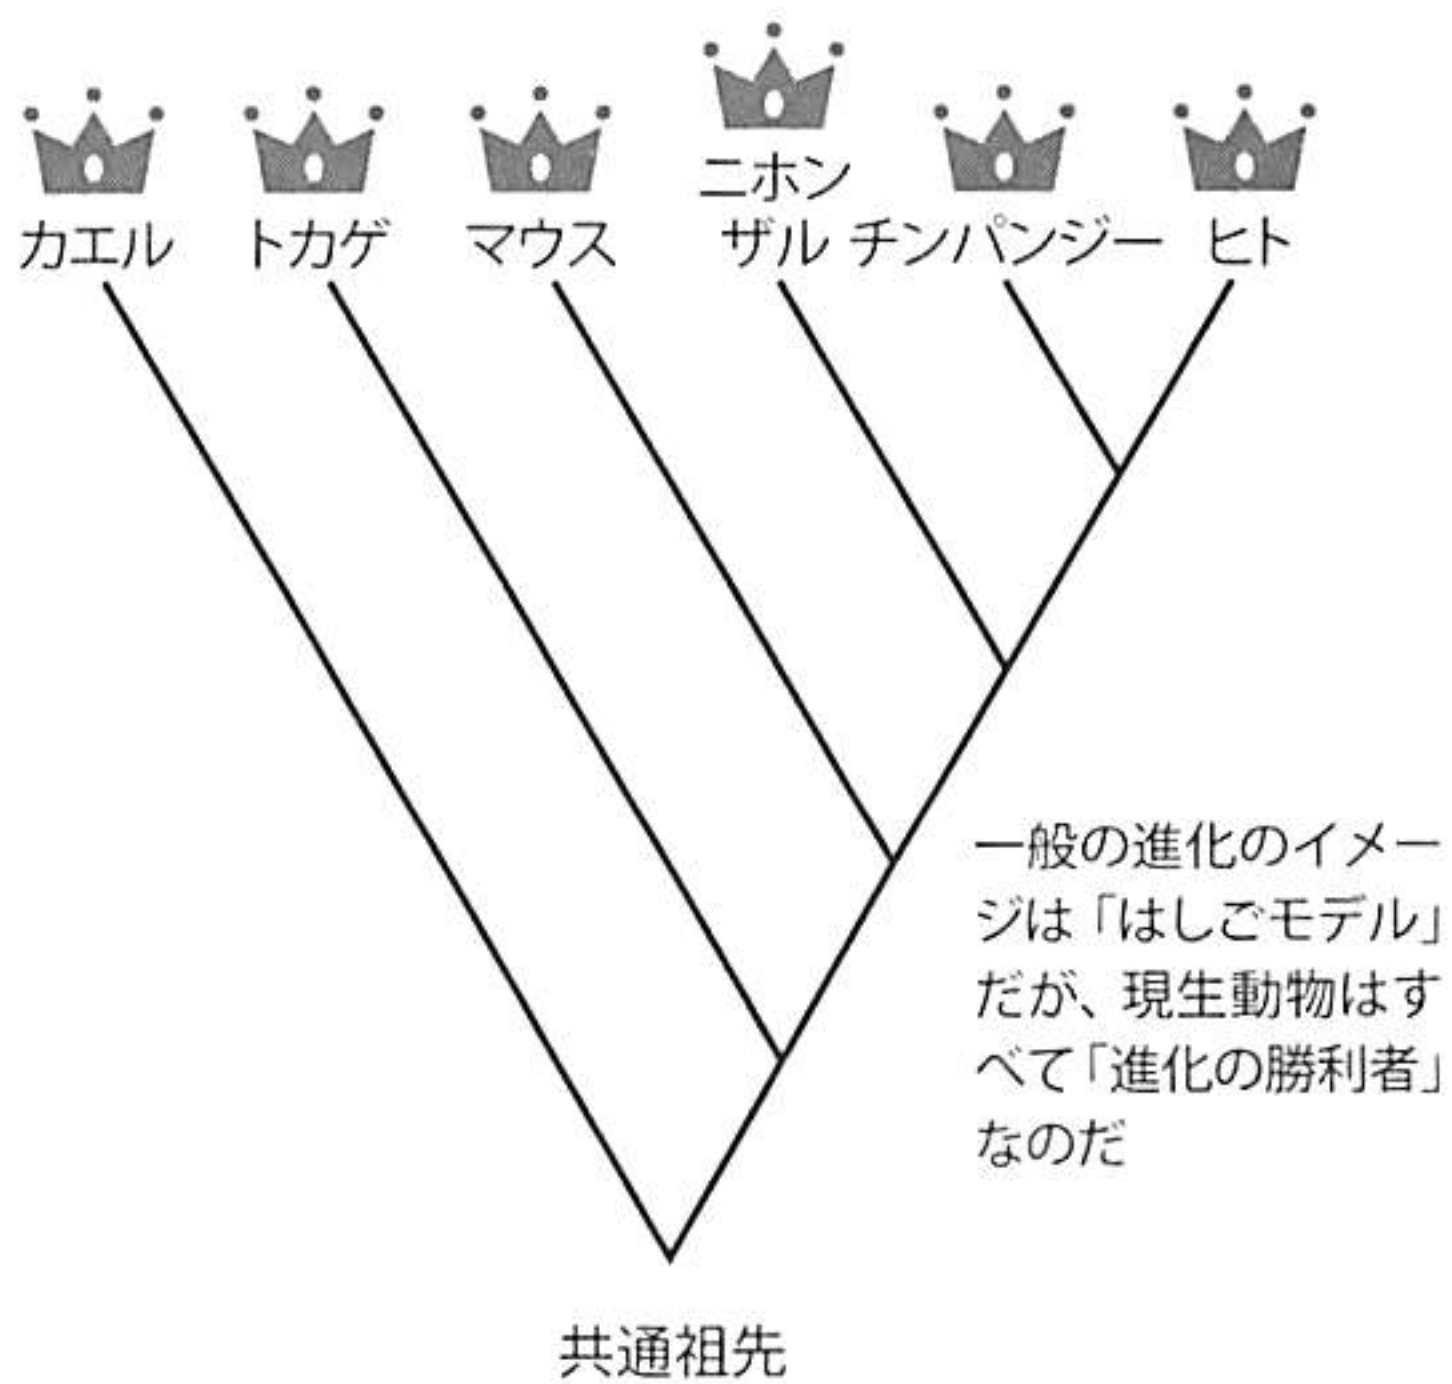 ニホン
カエル トカゲ マウス ザル チンパンジー ヒト
一般の進化のイメー
ジは「はしごモデル」
だが、現生動物はす
べて「進化の勝利者」
なのだ
共通祖先